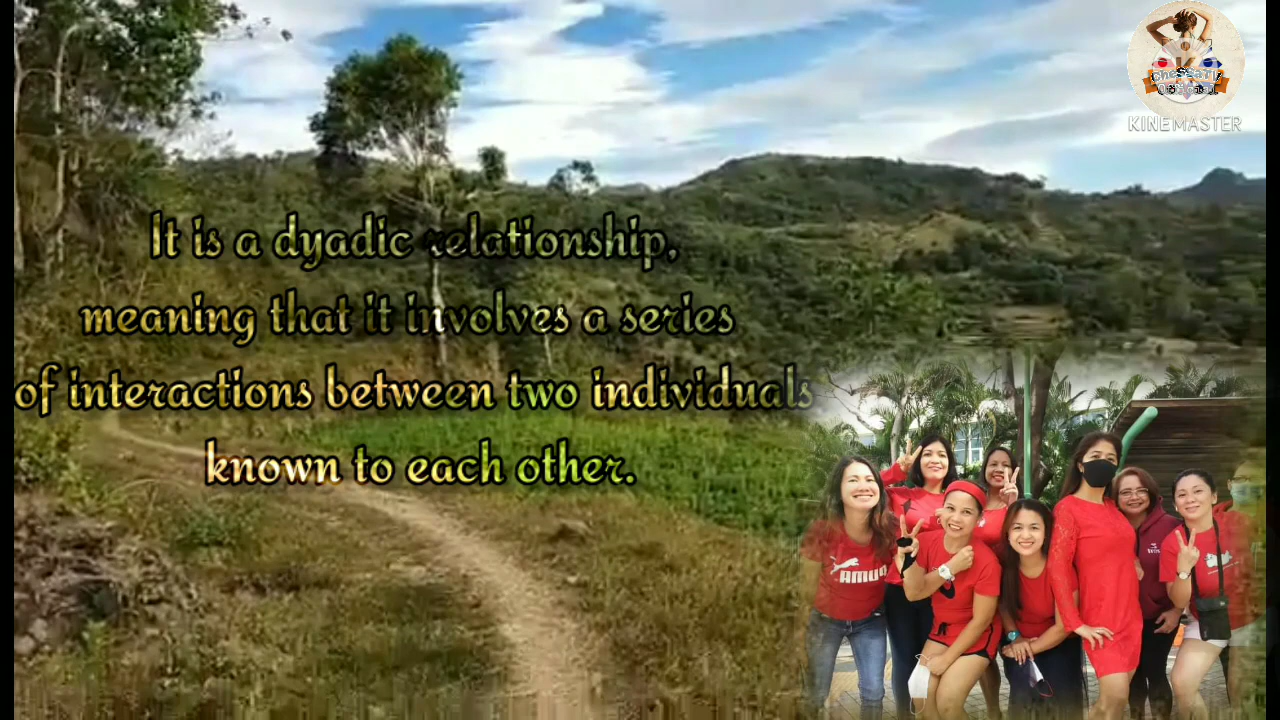 It is a dyadic relationship,
meaning that it involves a series
of interactions between two individuals
known to each other.
KINEMASTER
AMUA